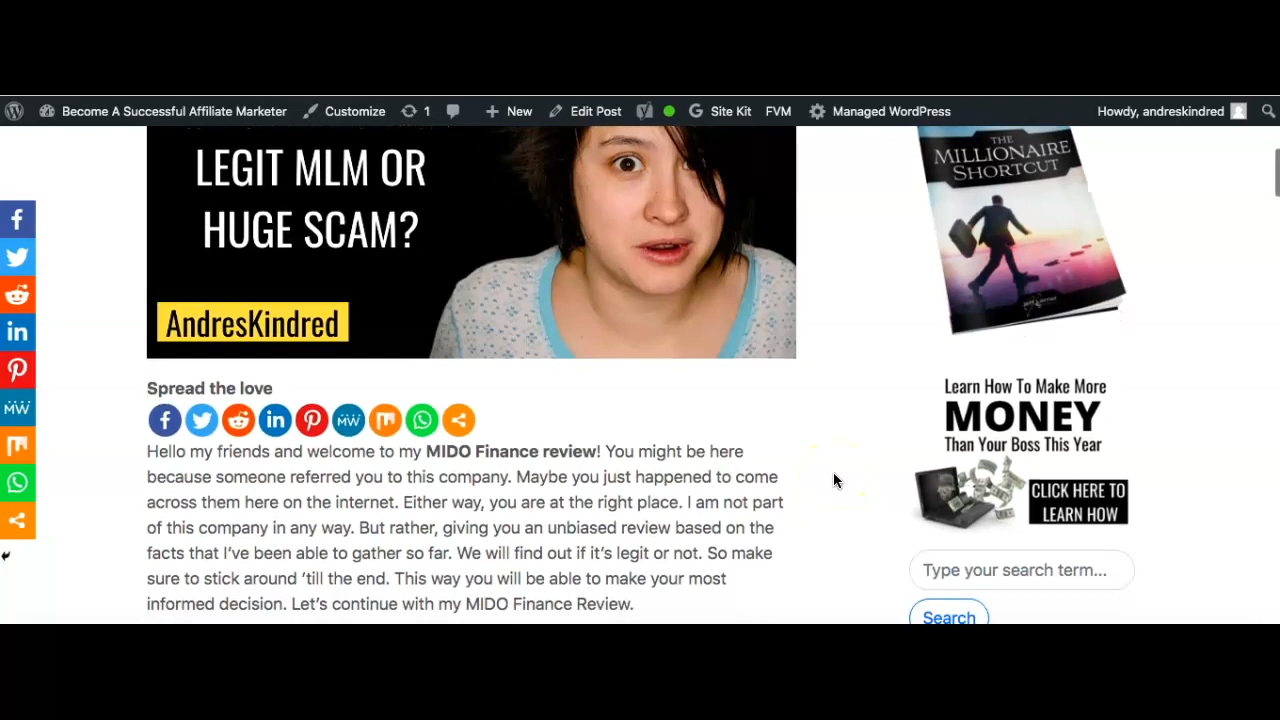 Become A Successful Affiliate Marketer Customize 1 New Edit Post Site Kit FVM Managed WordPress Howdy, andreskindred
LEGIT MLM OR
HUGE SCAM?
AndresKindred
Spread the love
Hello my friends and welcome to my MIDO Finance review! You might be here
because someone referred you to this company. Maybe you just happened to come
across them here on the internet. Either way, you are at the right place. I am not part
of this company in any way. But rather, giving you an unbiased review based on the
facts that I've been able to gather so far. We will find out if it's legit or not. So make
sure to stick around 'till the end. This way you will be able to make your most
informed decision. Let's continue with my MIDO Finance Review.
THE
MILLIONAIRE
SHORTCUT
Learn How To Make More
MONEY
Than Your Boss This Year
CLICK HERE TO
LEARN HOW
Type your search term...
Search